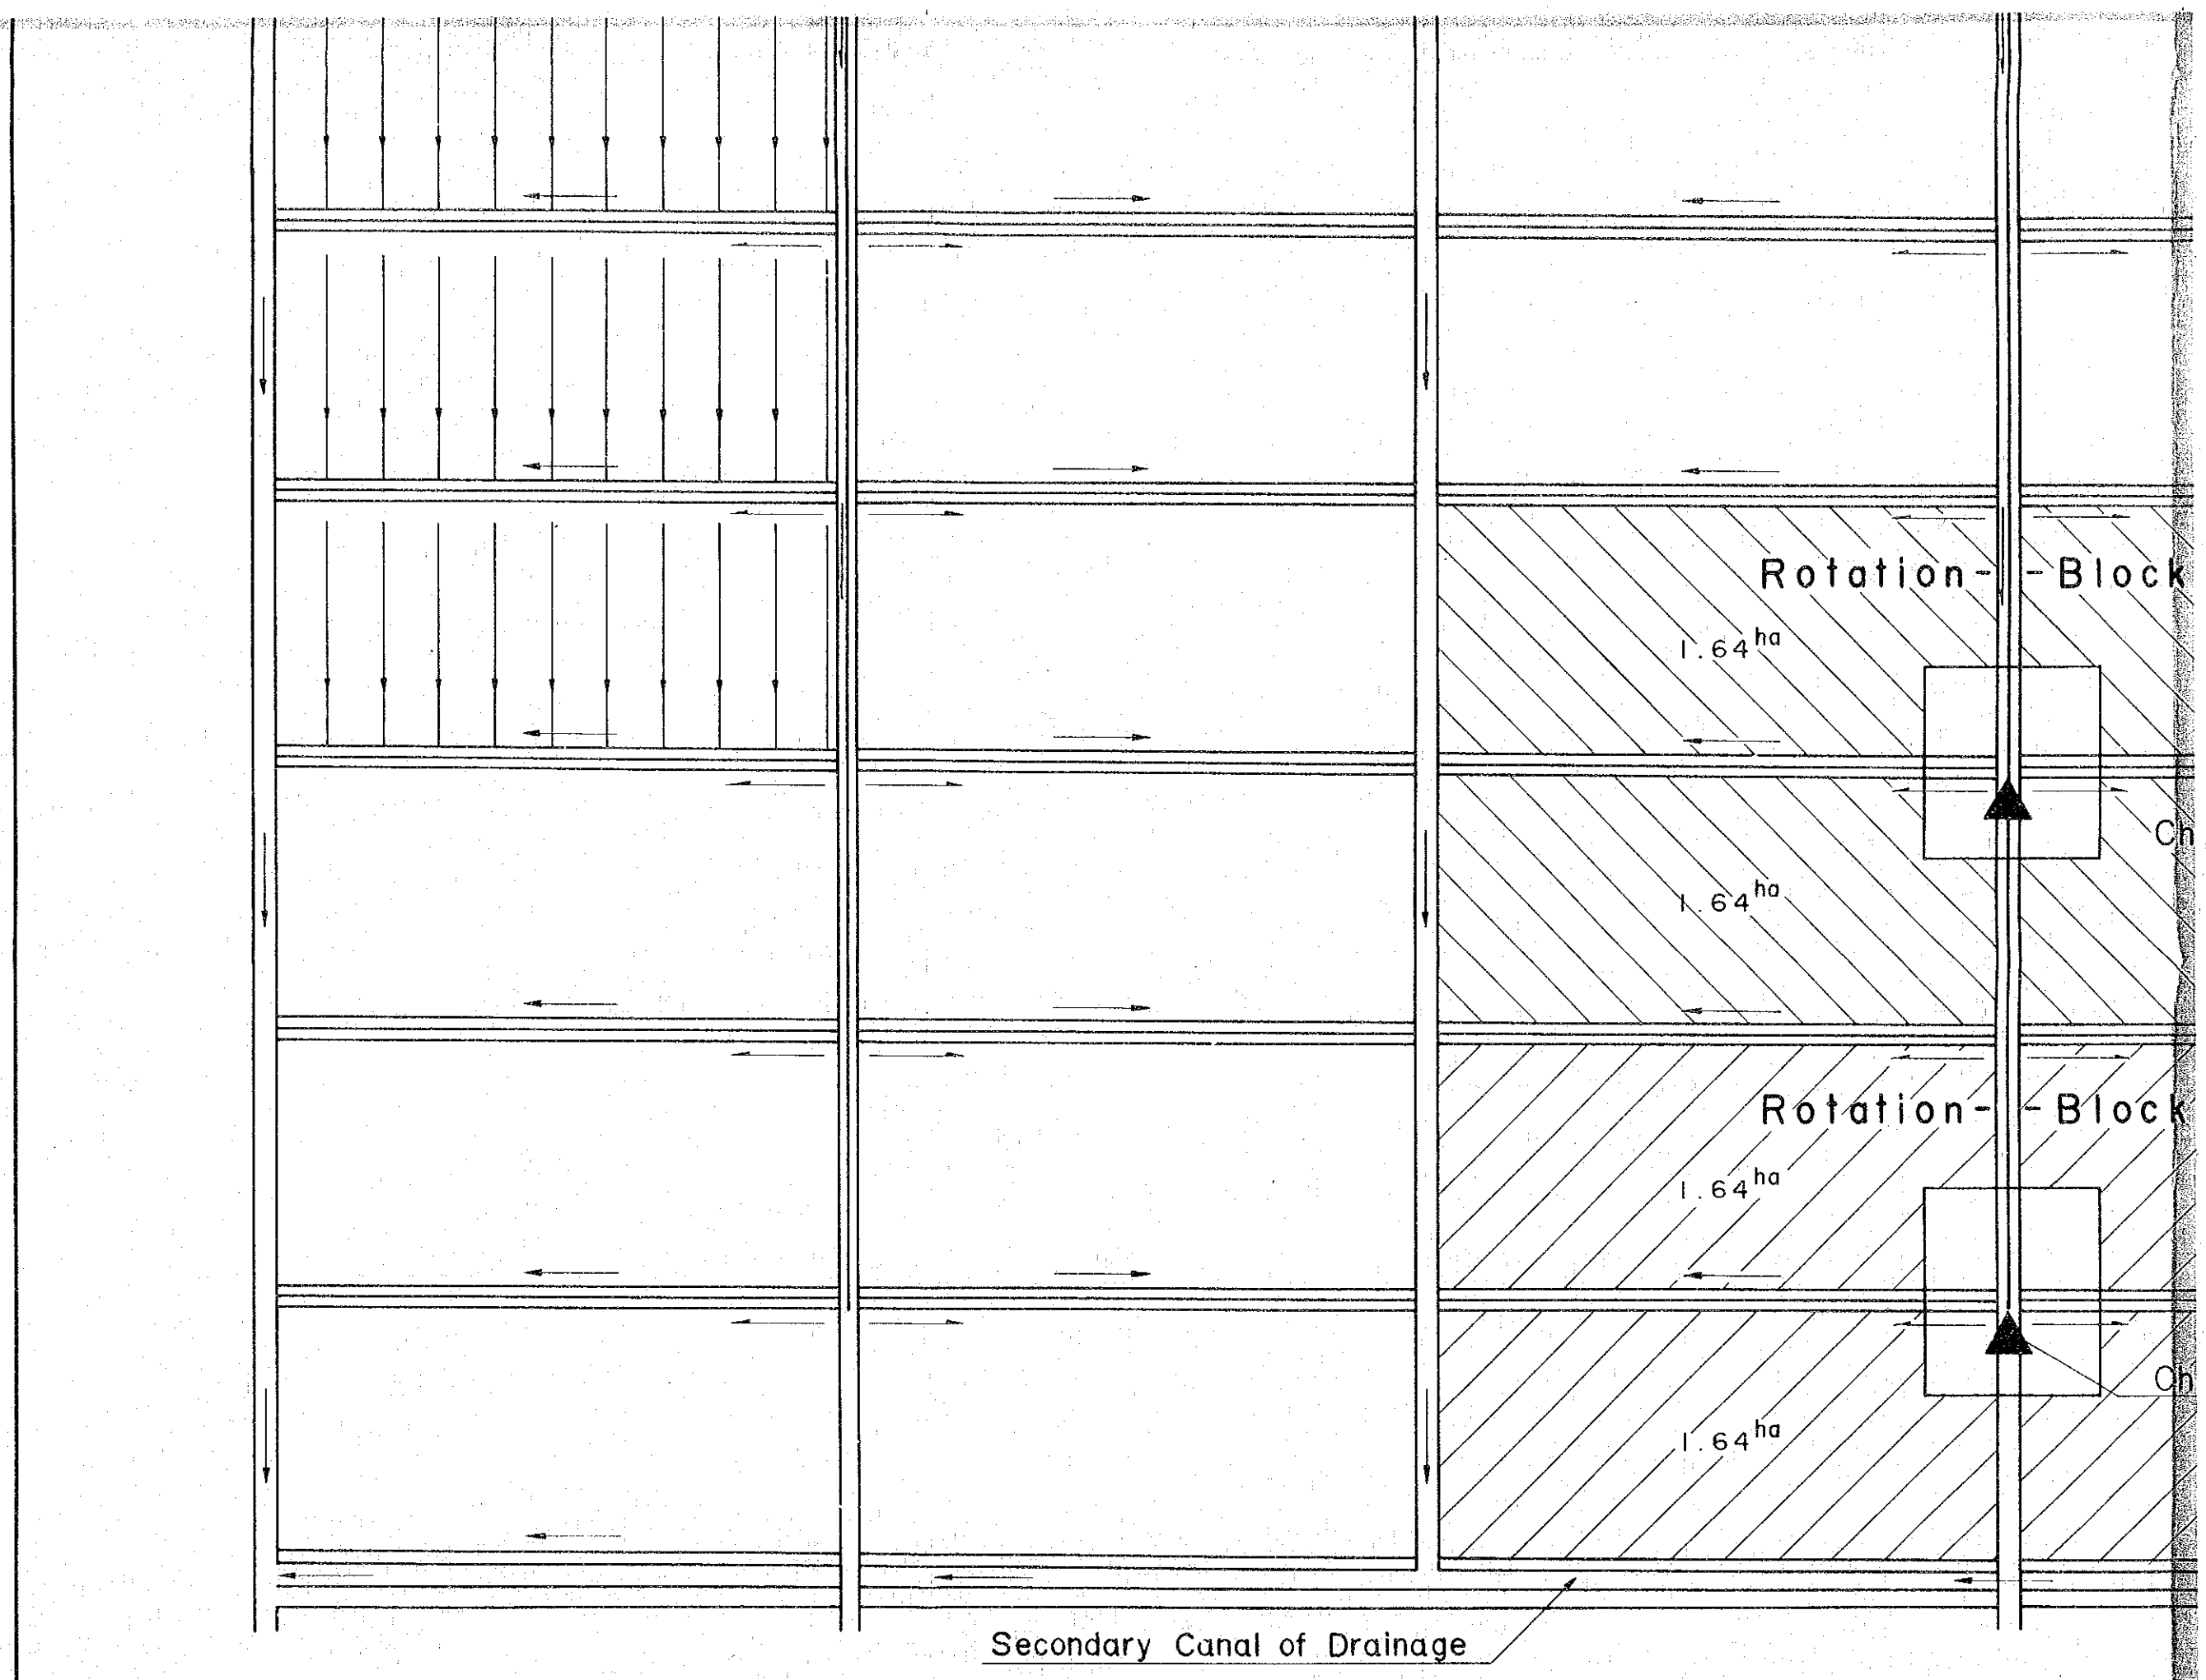 Rotation- -Block
1.64ha
Ch
1.64ha
Rotation- -Block
1.64ha
Ch
1.64ha
Secondary Canal of Drainage